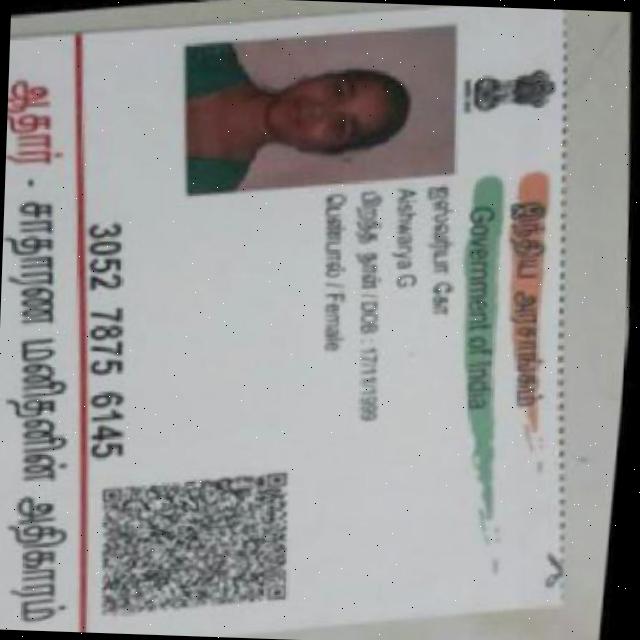 இந்திய அரசாங்கம்
Government of India
ஐஸ்வர்யா கோ
Aishwarya G
பிறந்த நாள் / DOB : 17/11/1999
பெண்பால் / Female
3052 7875 6145
ஆதார் - சாதாரண மனிதனின் அதிகாரம்